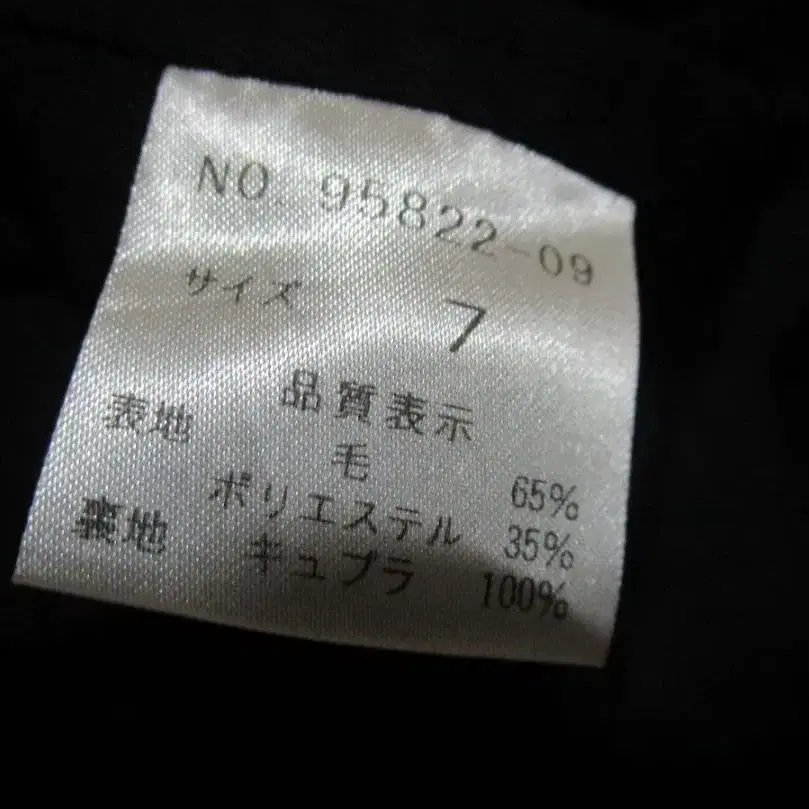 NO. 95822-09
サイズ 7
品質表示
表地 毛 65%
ポリエステル 35%
裏地 キュプラ 100%